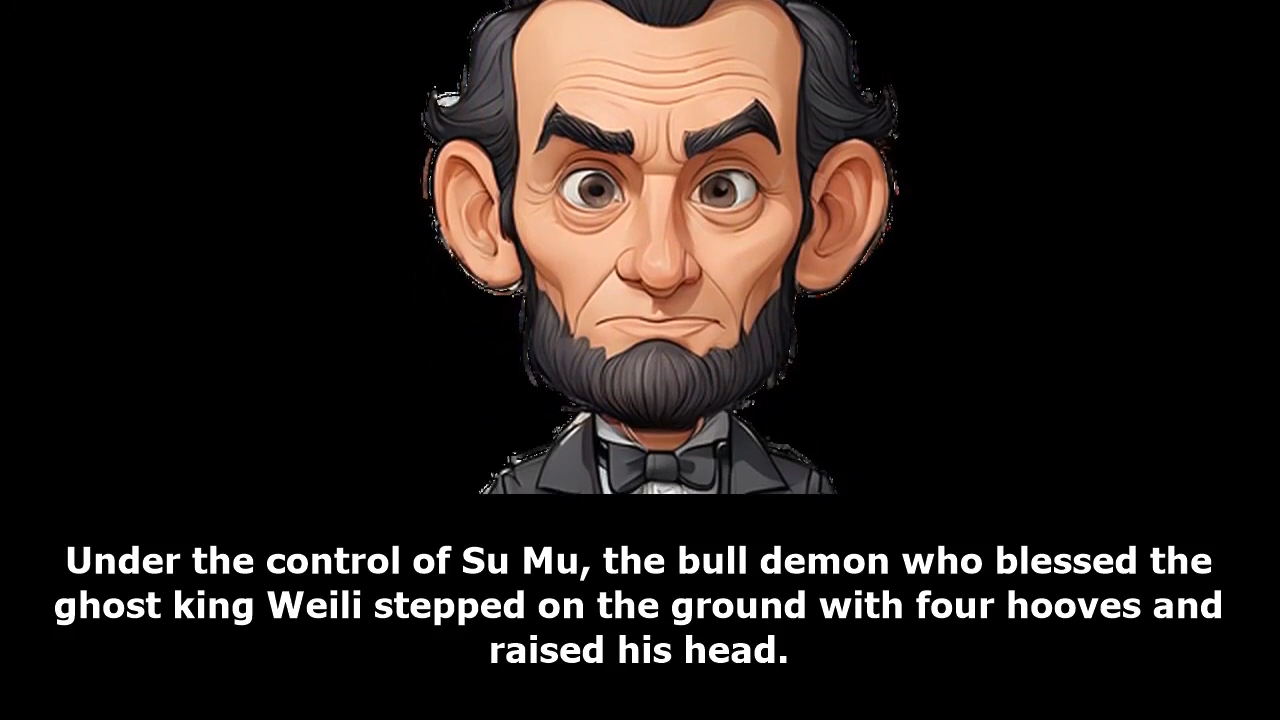 Under the control of Su Mu, the bull demon who blessed the
ghost king Weili stepped on the ground with four hooves and
raised his head.